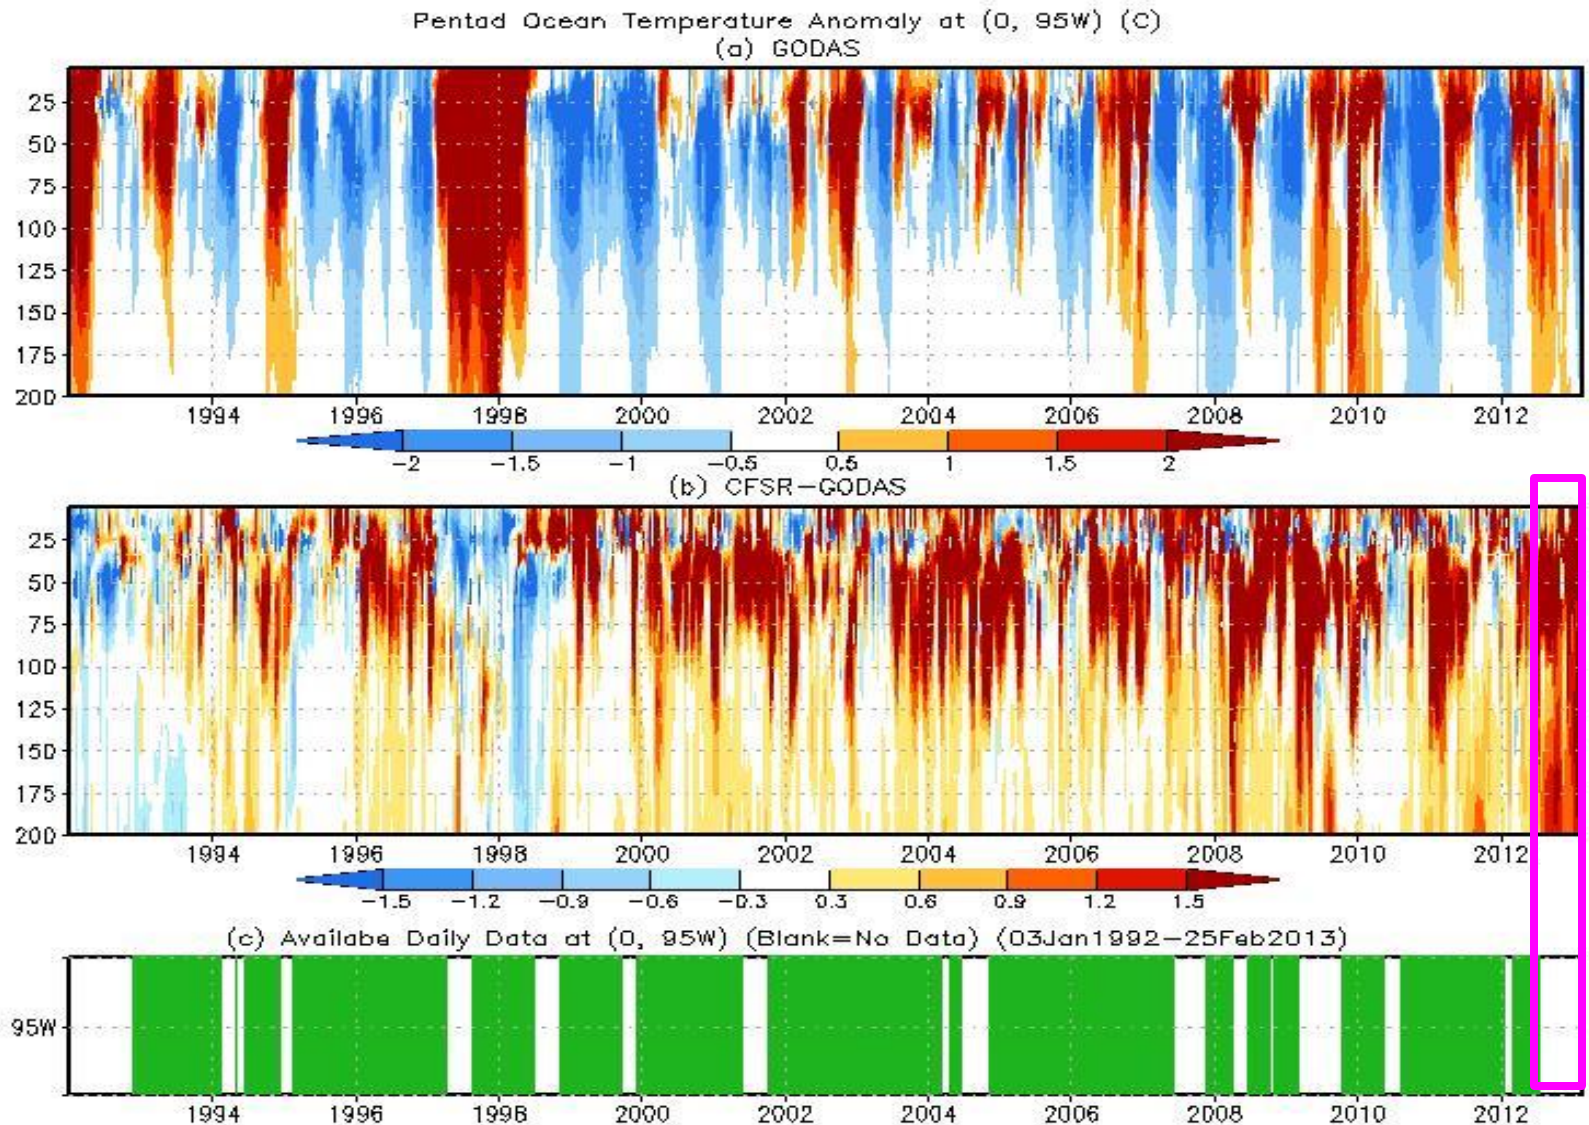 Pentad Ocean Temperature Anomaly at (0, 95W) (C)
(a) GODAS
25
50
75
100
125
150
175
200
1994 1996 1998 2000 2002 2004 2006 2008 2010 2012
-2 -1.5 -1 -0.5 0.5 1 1.5 2
(b) CFSR-GODAS
25
50
75
100
125
150
175
200
1994 1996 1998 2000 2002 2004 2006 2008 2010 2012
-1.5 -1.2 -0.9 -0.6 -0.3 0.3 0.6 0.9 1.2 1.5
(c) Availabe Daily Data at (0, 95W) (Blank=No Data) (03Jan1992-25Feb2013)
95W
1994 1996 1998 2000 2002 2004 2006 2008 2010 2012